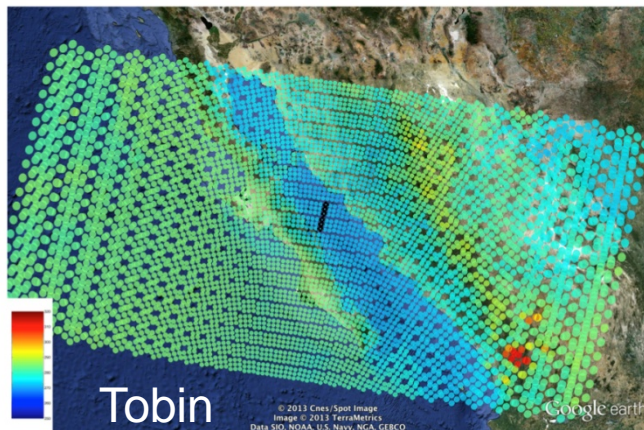 Tobin
© 2013 Cnes/Spot Image
Image © 2013 TerraMetrics
Data SIO, NOAA, U.S. Navy, NGA, GEBCO
Google earth